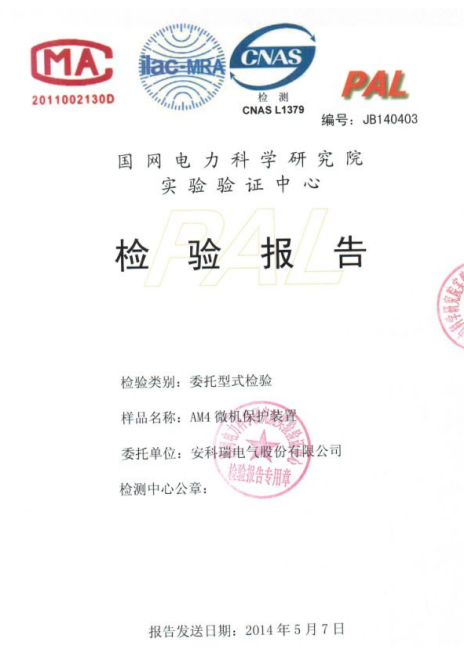 MA
2011002130D
ilac-MRA
CNAS
检 测
CNAS L1379
PAL
编号：JB140403
国网电力科学研究院
实验验证中心
PAL
检 验 报 告
检验类别：委托型式检验
样品名称：AM4 微机保护装置
委托单位：安科瑞电气股份有限公司
检测中心公章：
检验报告专用章
报告发送日期：2014 年 5 月 7 日